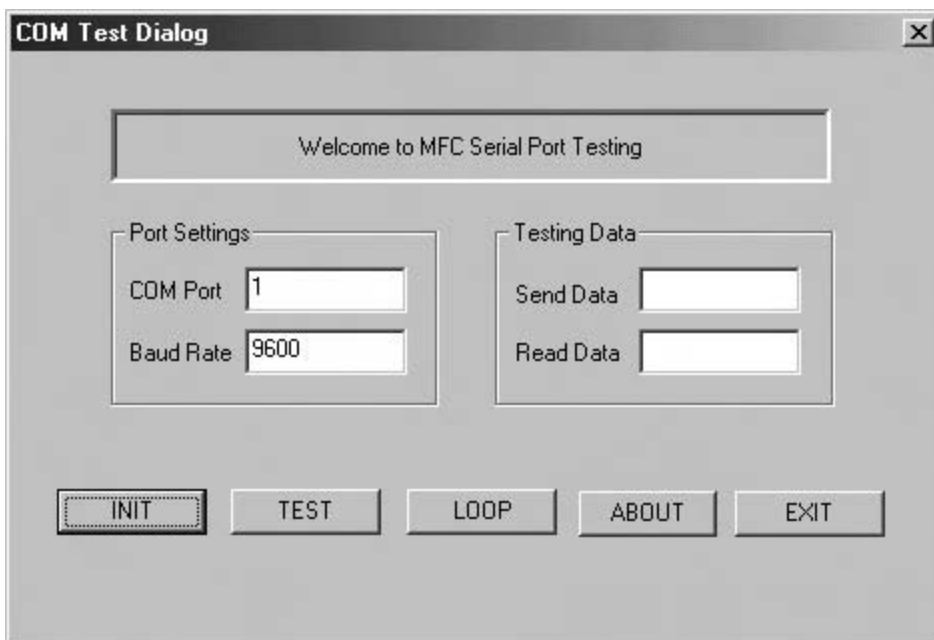 COM Test Dialog
Welcome to MFC Serial Port Testing
Port Settings
COM Port 1
Baud Rate 9600
Testing Data
Send Data
Read Data
INIT TEST LOOP ABOUT EXIT